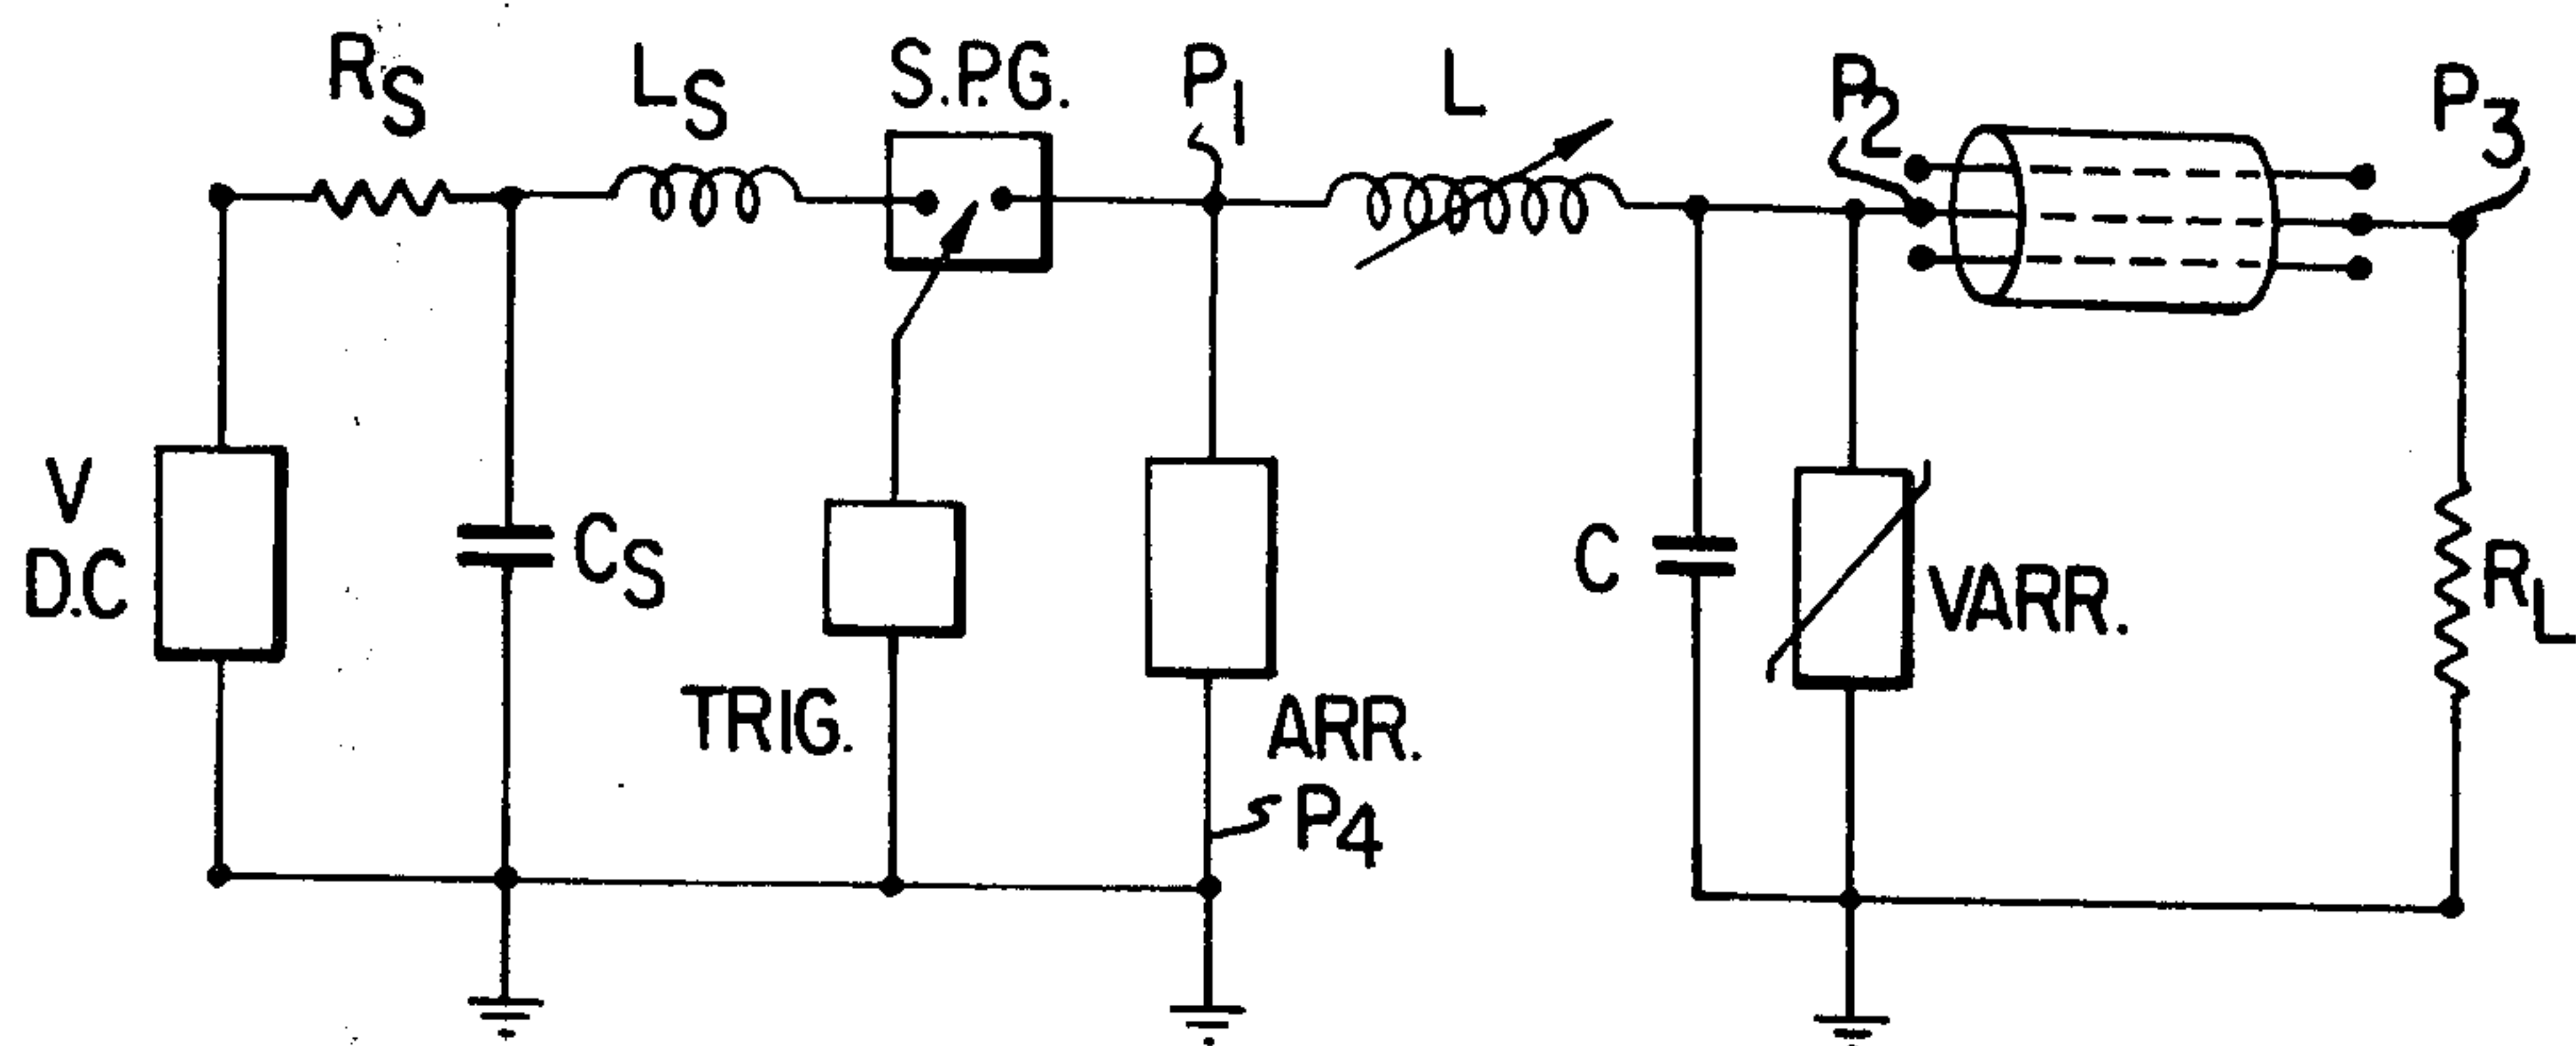 RS
LS
S.P.G.
P1
L
P2
P3
V
D.C
CS
TRIG.
ARR.
P4
C
VARR.
RL